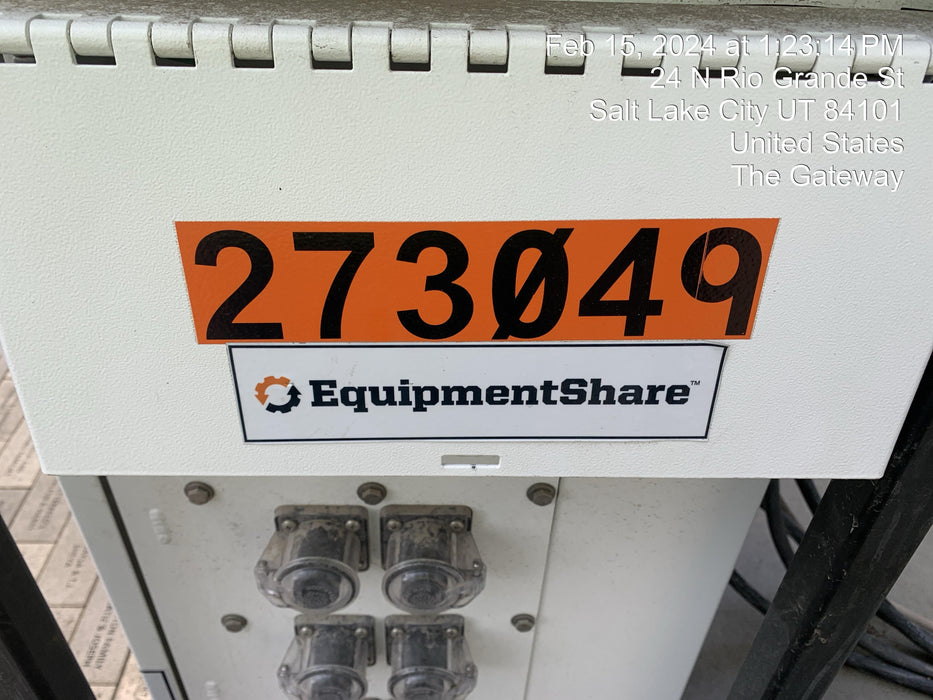 Feb 15, 2024 at 1:23:14 PM
24 N Rio Grande St
Salt Lake City UT 84101
United States
The Gateway
273049
EquipmentShare™